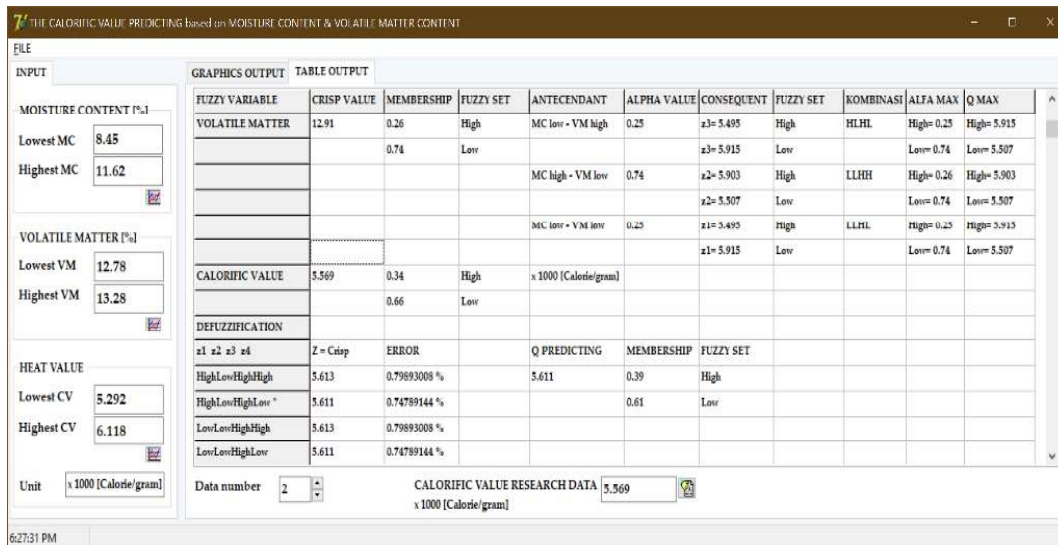 THE CALORIFIC VALUE PREDICTING based on MOISTURE CONTENT & VOLATILE MATTER CONTENT
FILE
INPUT
MOISTURE CONTENT [%]
Lowest MC 8.45
Highest MC 11.62
VOLATILE MATTER [%]
Lowest VM 12.78
Highest VM 13.28
HEAT VALUE
Lowest CV 5.292
Highest CV 6.118
Unit x 1000 [Calorie/gram]
GRAPHICS OUTPUT TABLE OUTPUT
FUZZY VARIABLE CRISP VALUE MEMBERSHIP FUZZY SET ANTECENDANT ALPHA VALUE CONSEQUENT FUZZY SET KOMBINASI ALFA MAX Q MAX
VOLATILE MATTER 12.91 0.26 High MC low - VM high 0.25 z3= 5.495 High HLHL High= 0.25 High= 5.915
0.74 Low z3= 5.915 Low Low= 0.74 Low= 5.507
MC high - VM low 0.74 z2= 5.903 High LLHH High= 0.26 High= 5.903
z2= 5.507 Low Low= 0.74 Low= 5.507
MC low - VM low 0.25 z1= 5.495 High LLHL High= 0.25 High= 5.915
z1= 5.915 Low Low= 0.74 Low= 5.507
CALORIFIC VALUE 5.569 0.34 High x 1000 [Calorie/gram]
0.66 Low
DEFUZZIFICATION
z1 z2 z3 z4 Z = Crisp ERROR Q PREDICTING MEMBERSHIP FUZZY SET
HighLowHighHigh 5.613 0.79893008 % 5.611 0.39 High
HighLowHighLow * 5.611 0.74789144 % 0.61 Low
LowLowHighHigh 5.613 0.79893008 %
LowLowHighLow 5.611 0.74789144 %
Data number 2 CALORIFIC VALUE RESEARCH DATA 5.569
x 1000 [Calorie/gram]
6:27:31 PM